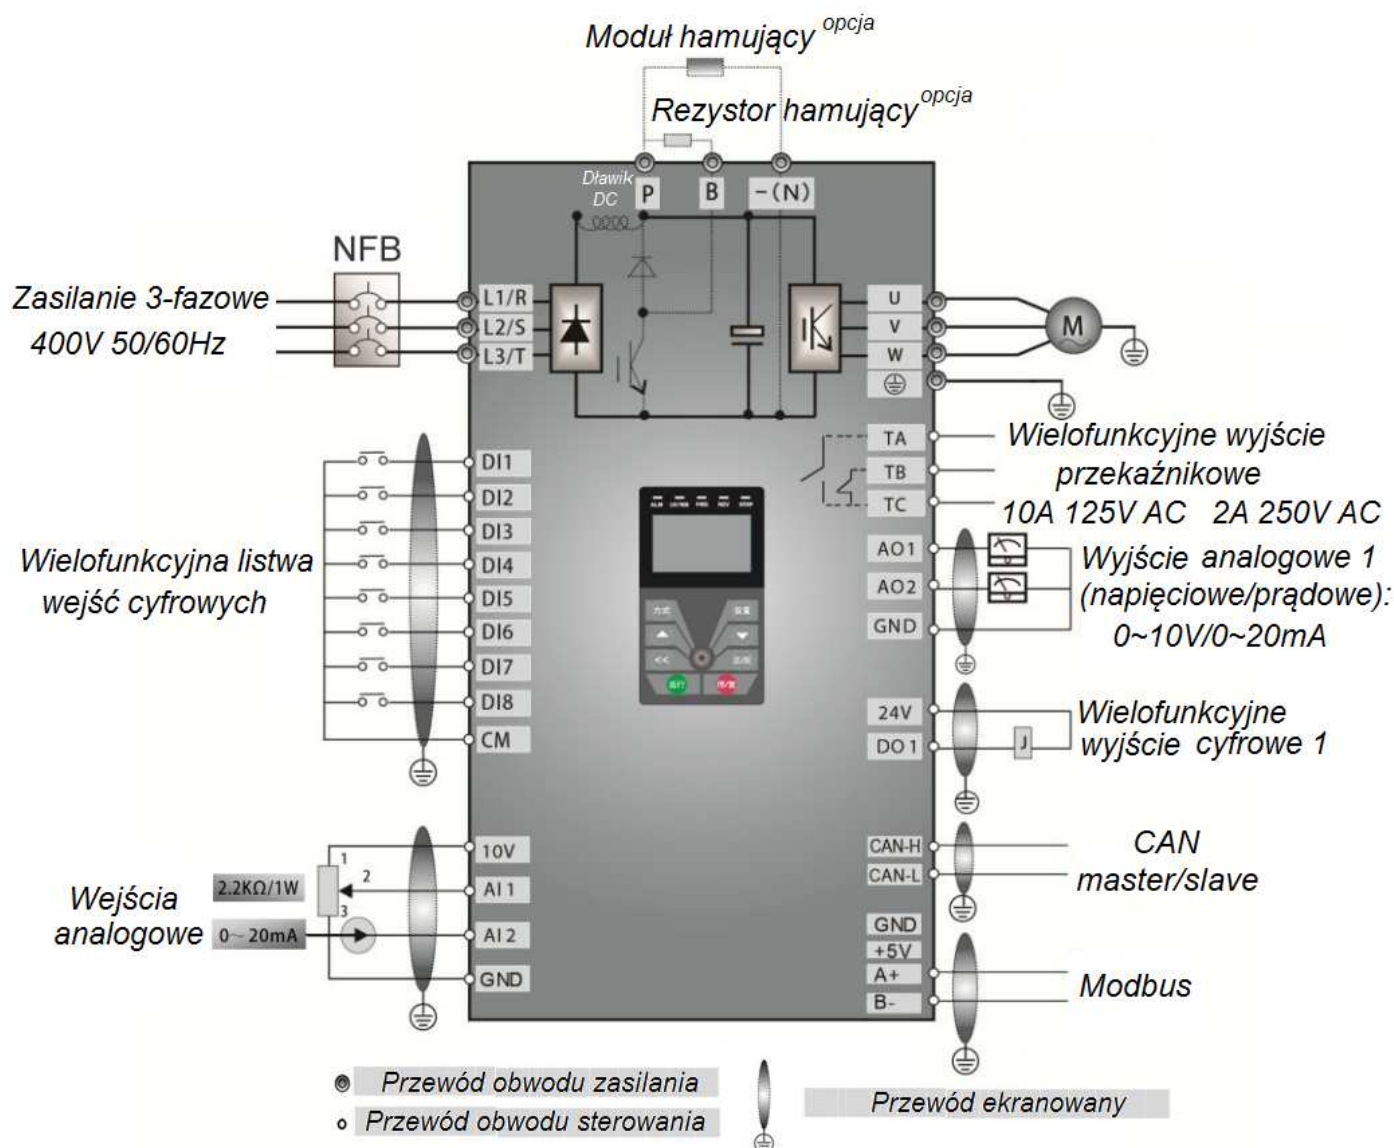 Moduł hamujący opcja
Rezystor hamujący opcja
Dławik
DC
P
B
-(N)
NFB
Zasilanie 3-fazowe
400V 50/60Hz
L1/R
L2/S
L3/T
U
V
W
M
DI1
DI2
DI3
DI4
DI5
DI6
DI7
DI8
CM
Wielofunkcyjna listwa
wejść cyfrowych
TA
TB
TC
Wielofunkcyjne wyjście
przekaźnikowe
10A 125V AC 2A 250V AC
AO1
AO2
GND
Wyjście analogowe 1
(napięciowe/prądowe):
0~10V/0~20mA
24V
DO1
J
Wielofunkcyjne
wyjście cyfrowe 1
<<
10V
AI1
AI2
GND
1
2
3
2.2KΩ/1W
0~20mA
Wejścia
analogowe
CAN-H
CAN-L
CAN
master/slave
GND
+5V
A+
B-
Modbus
Przewód obwodu zasilania
Przewód obwodu sterowania
Przewód ekranowany